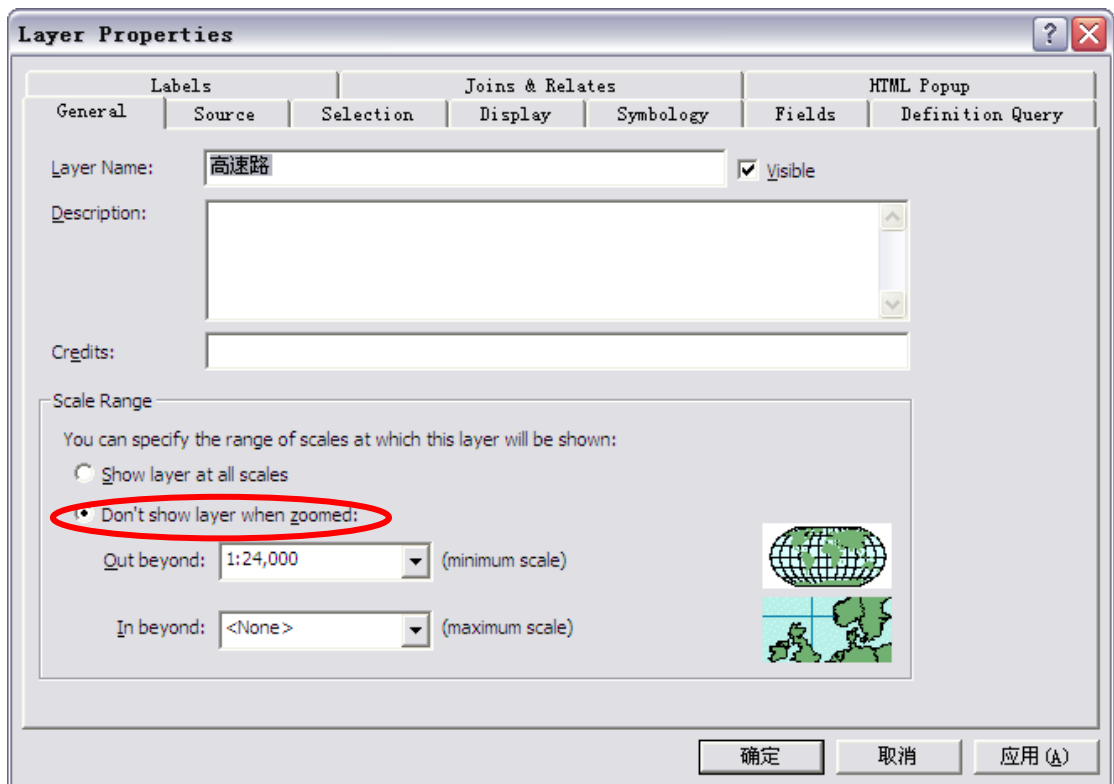 Layer Properties
Labels Joins & Relates HTML Popup
General Source Selection Display Symbology Fields Definition Query
Layer Name: 高速路 Visible
Description:
Credits:
Scale Range
You can specify the range of scales at which this layer will be shown:
Show layer at all scales
Don't show layer when zoomed:
Out beyond: 1:24,000 (minimum scale)
In beyond: <None> (maximum scale)
确定 取消 应用(A)